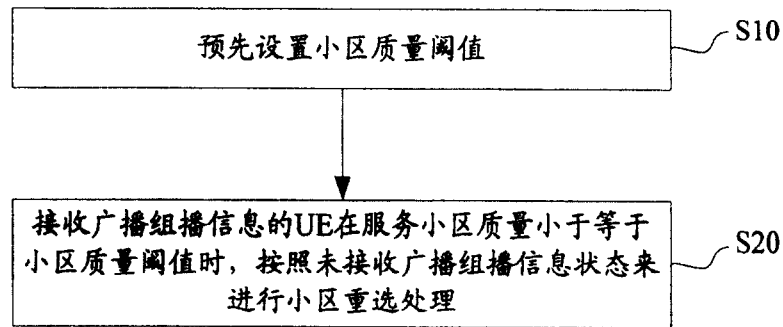 预先设置小区质量阈值
S10
接收广播组播信息的UE在服务小区质量小于等于
小区质量阈值时，按照未接收广播组播信息状态来
进行小区重选处理
S20